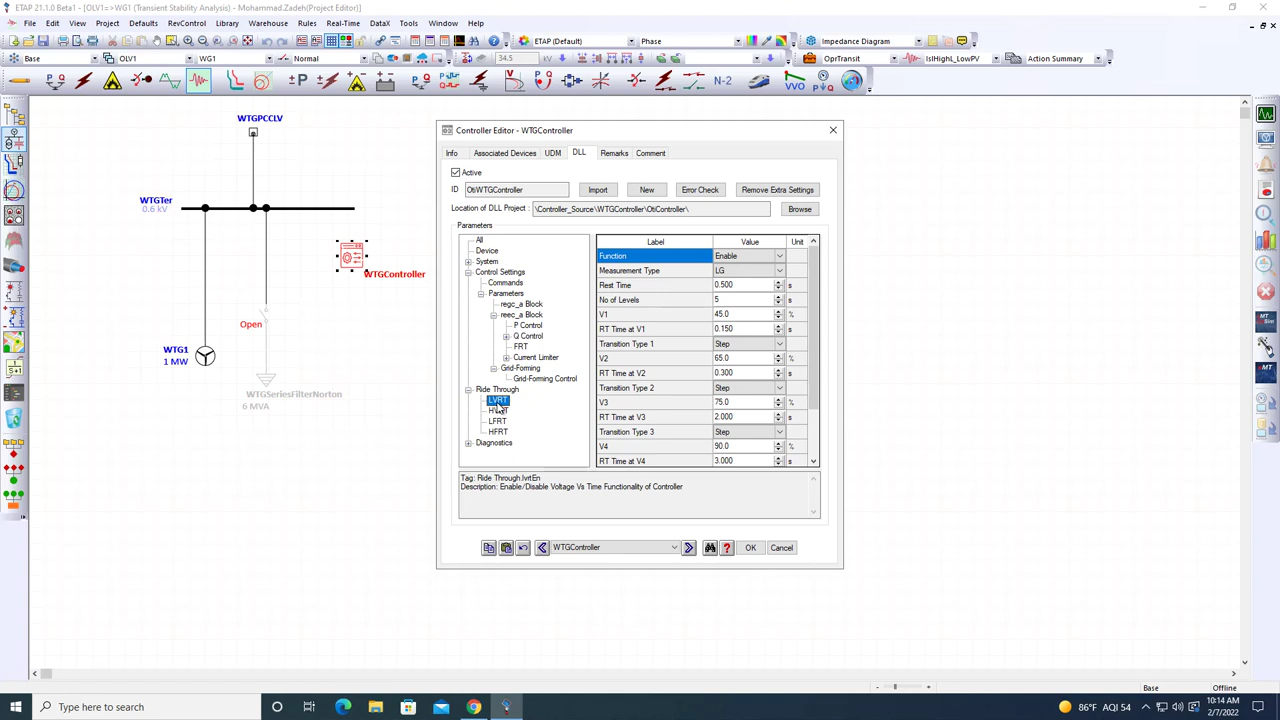 ETAP 21.1.0 Beta1 - [OLV1=>WG1 (Transient Stability Analysis) - Mohammad.Zadeh(Project Editor)]
File Edit View Project Defaults RevControl Library Warehouse Rules Real-Time DataX Tools Window Help
ETAP (Default) Phase Impedance Diagram
Base OLV1 WG1 Normal 34.5 kV OprTransit IslHighL_LowPV Action Summary
N-2 VVO
WTGPCCLV
WTGTer
0.6 kV
WTGController
Open
WTG1
1 MW
WTGSeriesFilterNorton
6 MVA
Controller Editor - WTGController
Info Associated Devices UDM DLL Remarks Comment
Active
ID OtiWTGController Import New Error Check Remove Extra Settings
Location of DLL Project : \Controller_Source\WTGController\OtiController\ Browse
Parameters
All
Device
System
Control Settings
Commands
Parameters
regc_a Block
reec_a Block
P Control
Q Control
FRT
Current Limiter
Grid-Forming
Grid-Forming Control
Ride Through
LVRT
HVRT
LFRT
HFRT
Diagnostics
Label Value Unit
Function Enable
Measurement Type LG
Rest Time 0.500 s
No of Levels 5
V1 45.0 %
RT Time at V1 0.150 s
Transition Type 1 Step
V2 65.0 %
RT Time at V2 0.300 s
Transition Type 2 Step
V3 75.0 %
RT Time at V3 2.000 s
Transition Type 3 Step
V4 90.0 %
RT Time at V4 3.000 s
Tag: Ride Through.lvrtEn
Description: Enable/Disable Voltage Vs Time Functionality of Controller
WTGController OK Cancel
Base Offline
Type here to search
86°F AQI 54
10:14 AM
2/7/2022